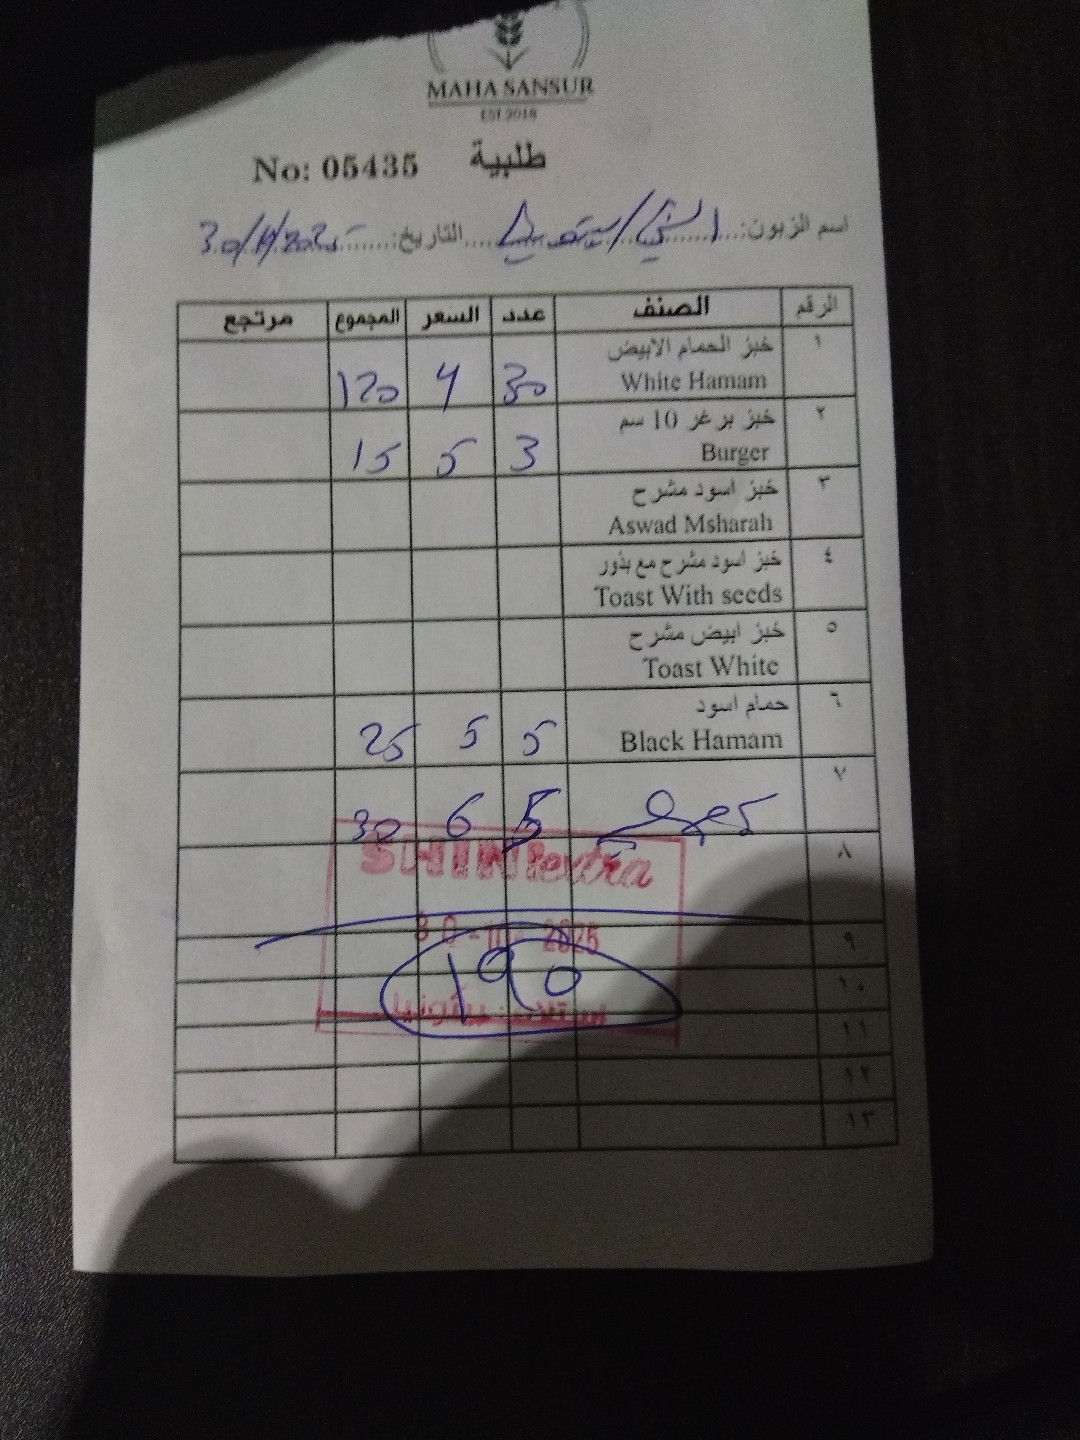 MAHA SANSUR
EST 2018
No: 05435 طلبية
اسم الزبون: التاريخ:
الرقم الصنف عدد السعر المجموع مرتجع
١ خبز الحمام الابيض
White Hamam 30 4 120
٢ خبز برغر 10 سم
Burger 3 5 15
٣ خبز اسود مشرح
Aswad Msharah
٤ خبز اسود مشرح مع بذور
Toast With seeds
٥ خبز ابيض مشرح
Toast White
٦ حمام اسود
Black Hamam 5 5 25
٧ 5 6 30
٨
SHINI extra
٩
30 2025
190
١٠
١١
١٢
١٣